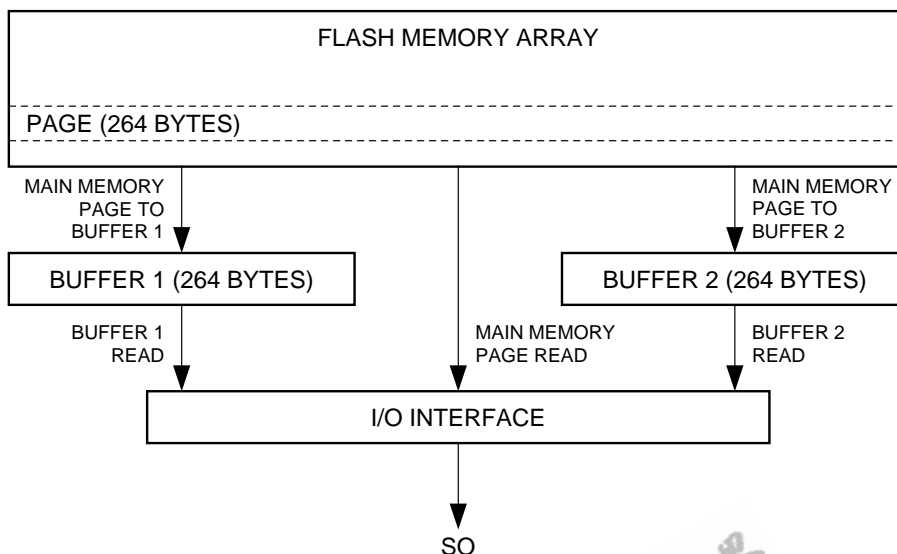 FLASH MEMORY ARRAY
PAGE (264 BYTES)
MAIN MEMORY
PAGE TO
BUFFER 1
MAIN MEMORY
PAGE TO
BUFFER 2
BUFFER 1 (264 BYTES)
BUFFER 2 (264 BYTES)
BUFFER 1
READ
MAIN MEMORY
PAGE READ
BUFFER 2
READ
I/O INTERFACE
SO